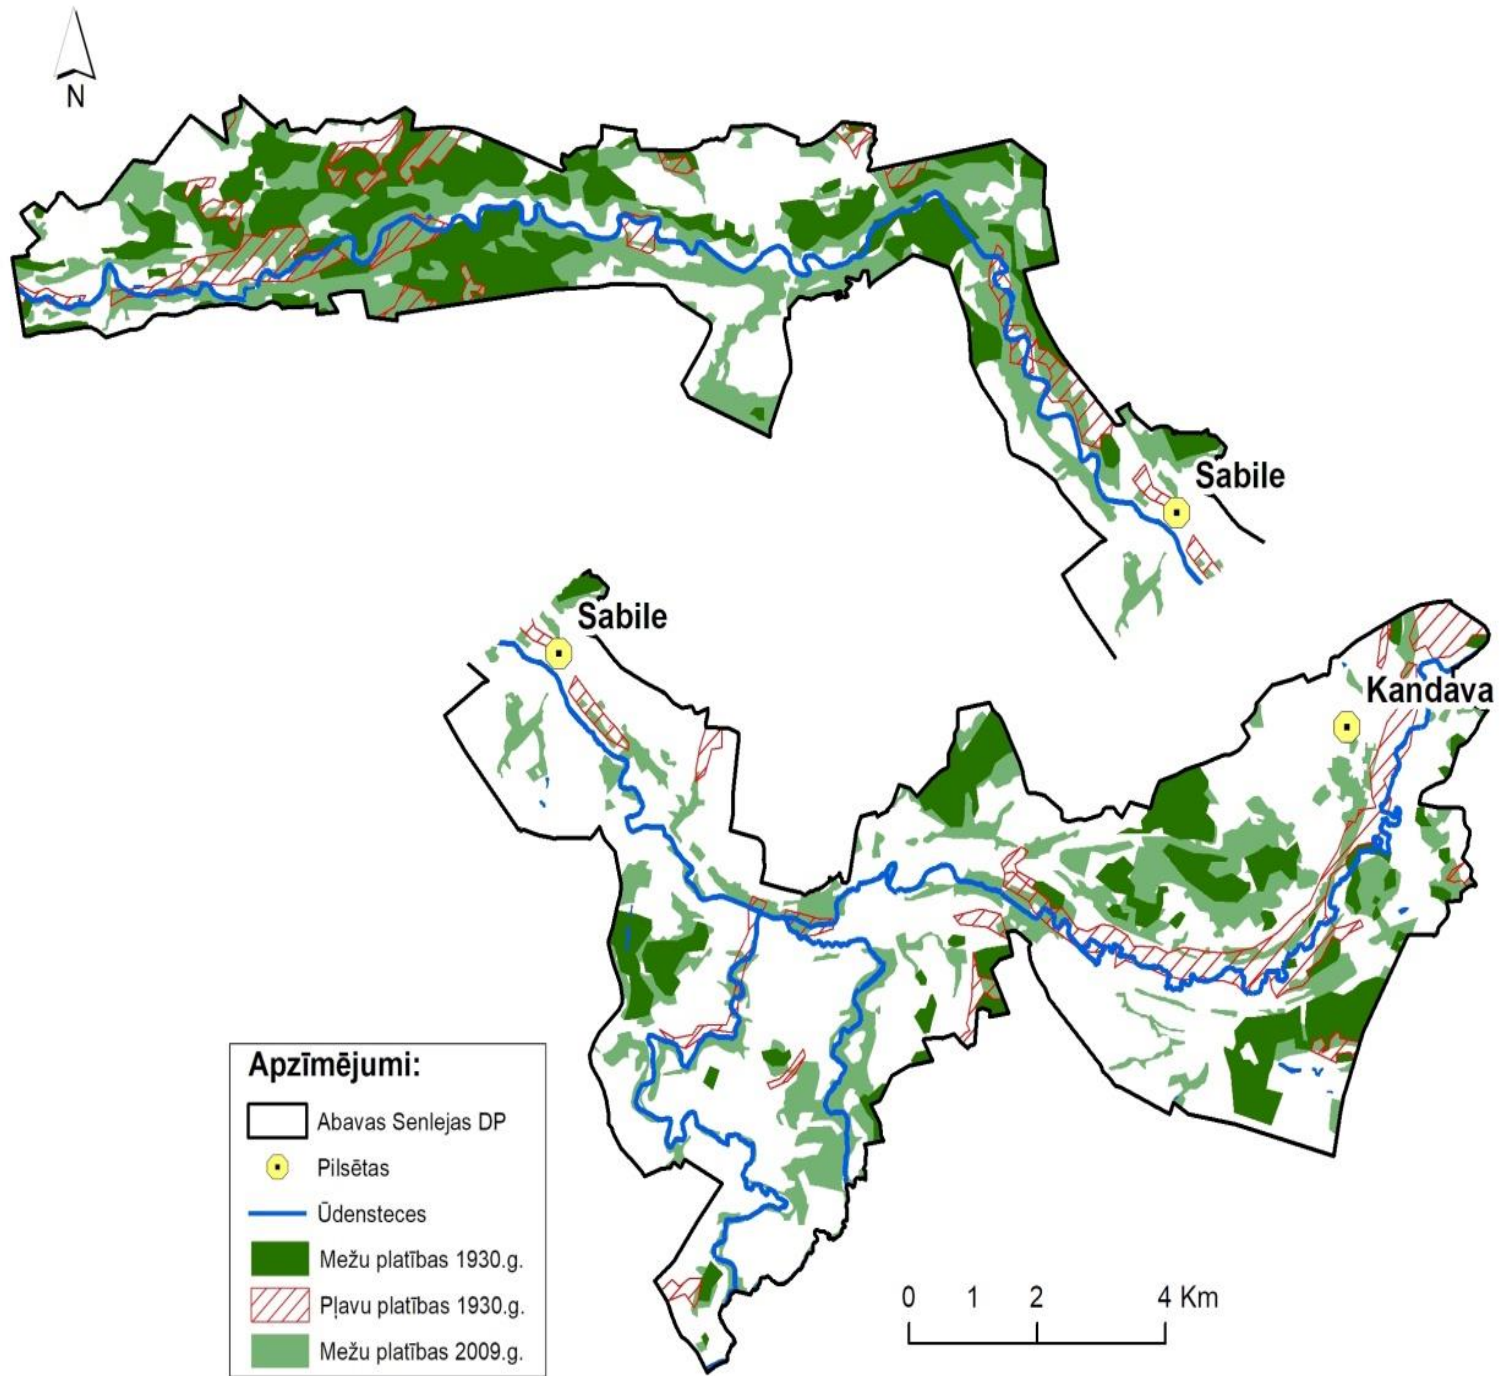 N
Sabile
Sabile
Kandava
Apzīmējumi:
Abavas Senlejas DP
Pilsētas
Ūdensteces
Mežu platības 1930.g.
Pļavu platības 1930.g.
Mežu platības 2009.g.
0 1 2 4 Km